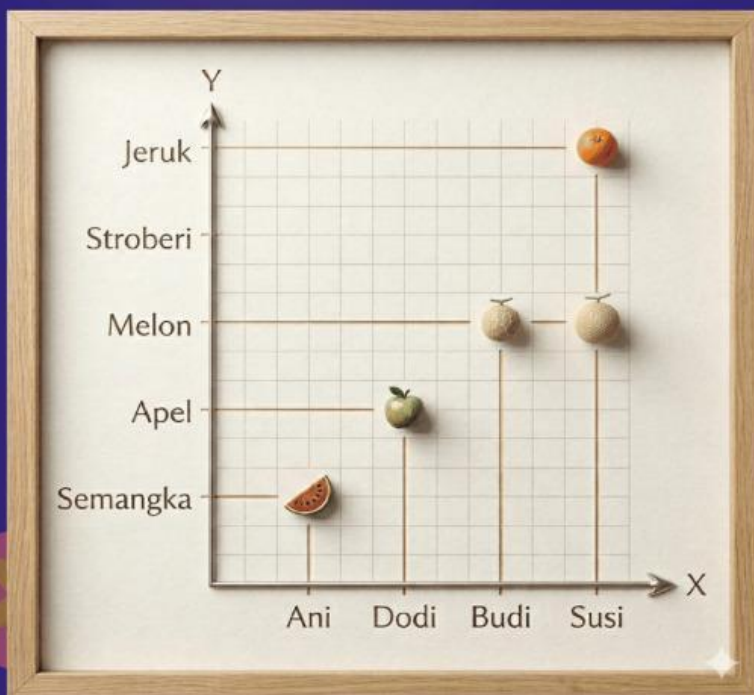 Y
Jeruk
Stroberi
Melon
Apel
Semangka
X
Ani Dodi Budi Susi